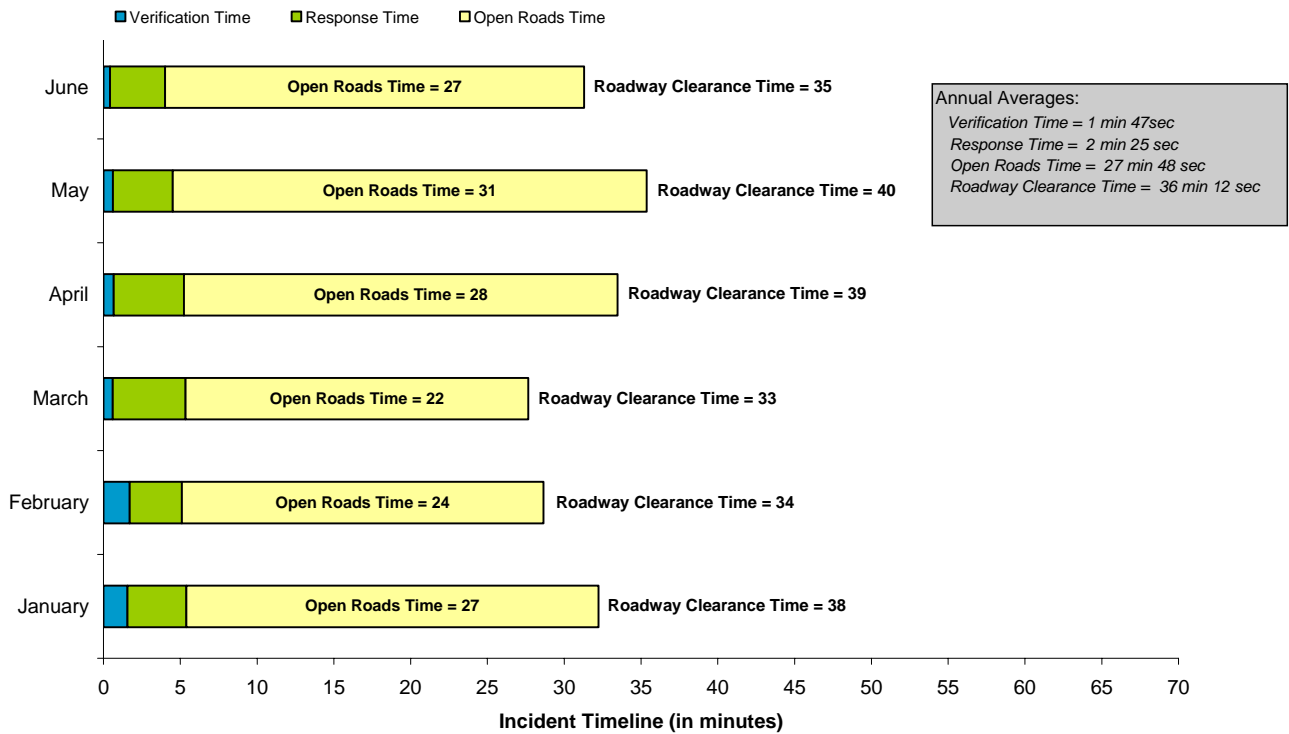 Verification Time Response Time Open Roads Time
June Open Roads Time = 27 Roadway Clearance Time = 35
Annual Averages:
Verification Time = 1 min 47sec
Response Time = 2 min 25 sec
Open Roads Time = 27 min 48 sec
Roadway Clearance Time = 36 min 12 sec
May Open Roads Time = 31 Roadway Clearance Time = 40
April Open Roads Time = 28 Roadway Clearance Time = 39
March Open Roads Time = 22 Roadway Clearance Time = 33
February Open Roads Time = 24 Roadway Clearance Time = 34
January Open Roads Time = 27 Roadway Clearance Time = 38
0 5 10 15 20 25 30 35 40 45 50 55 60 65 70
Incident Timeline (in minutes)